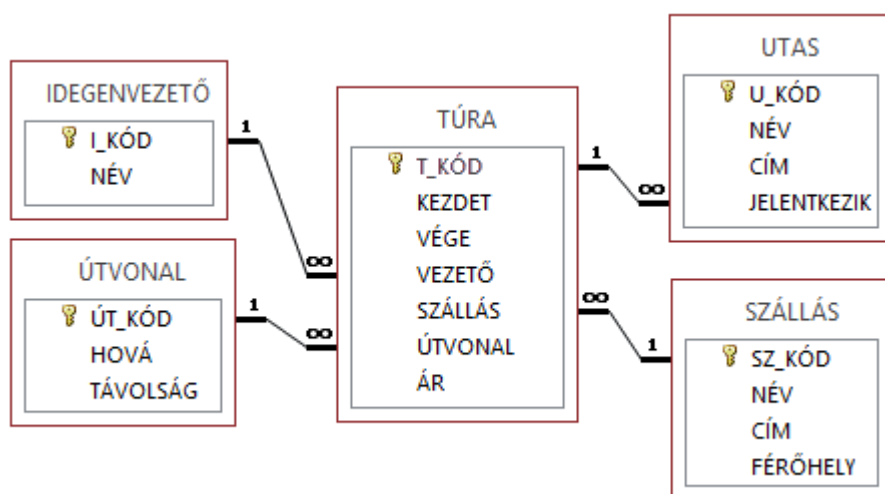 IDEGENVEZETŐ
I_KÓD
NÉV
1
∞
ÚTVONAL
ÚT_KÓD
HOVÁ
TÁVOLSÁG
1
∞
TÚRA
T_KÓD
KEZDET
VÉGE
VEZETŐ
SZÁLLÁS
ÚTVONAL
ÁR
1
∞
UTAS
U_KÓD
NÉV
CÍM
JELENTKEZIK
∞
1
SZÁLLÁS
SZ_KÓD
NÉV
CÍM
FÉRŐHELY